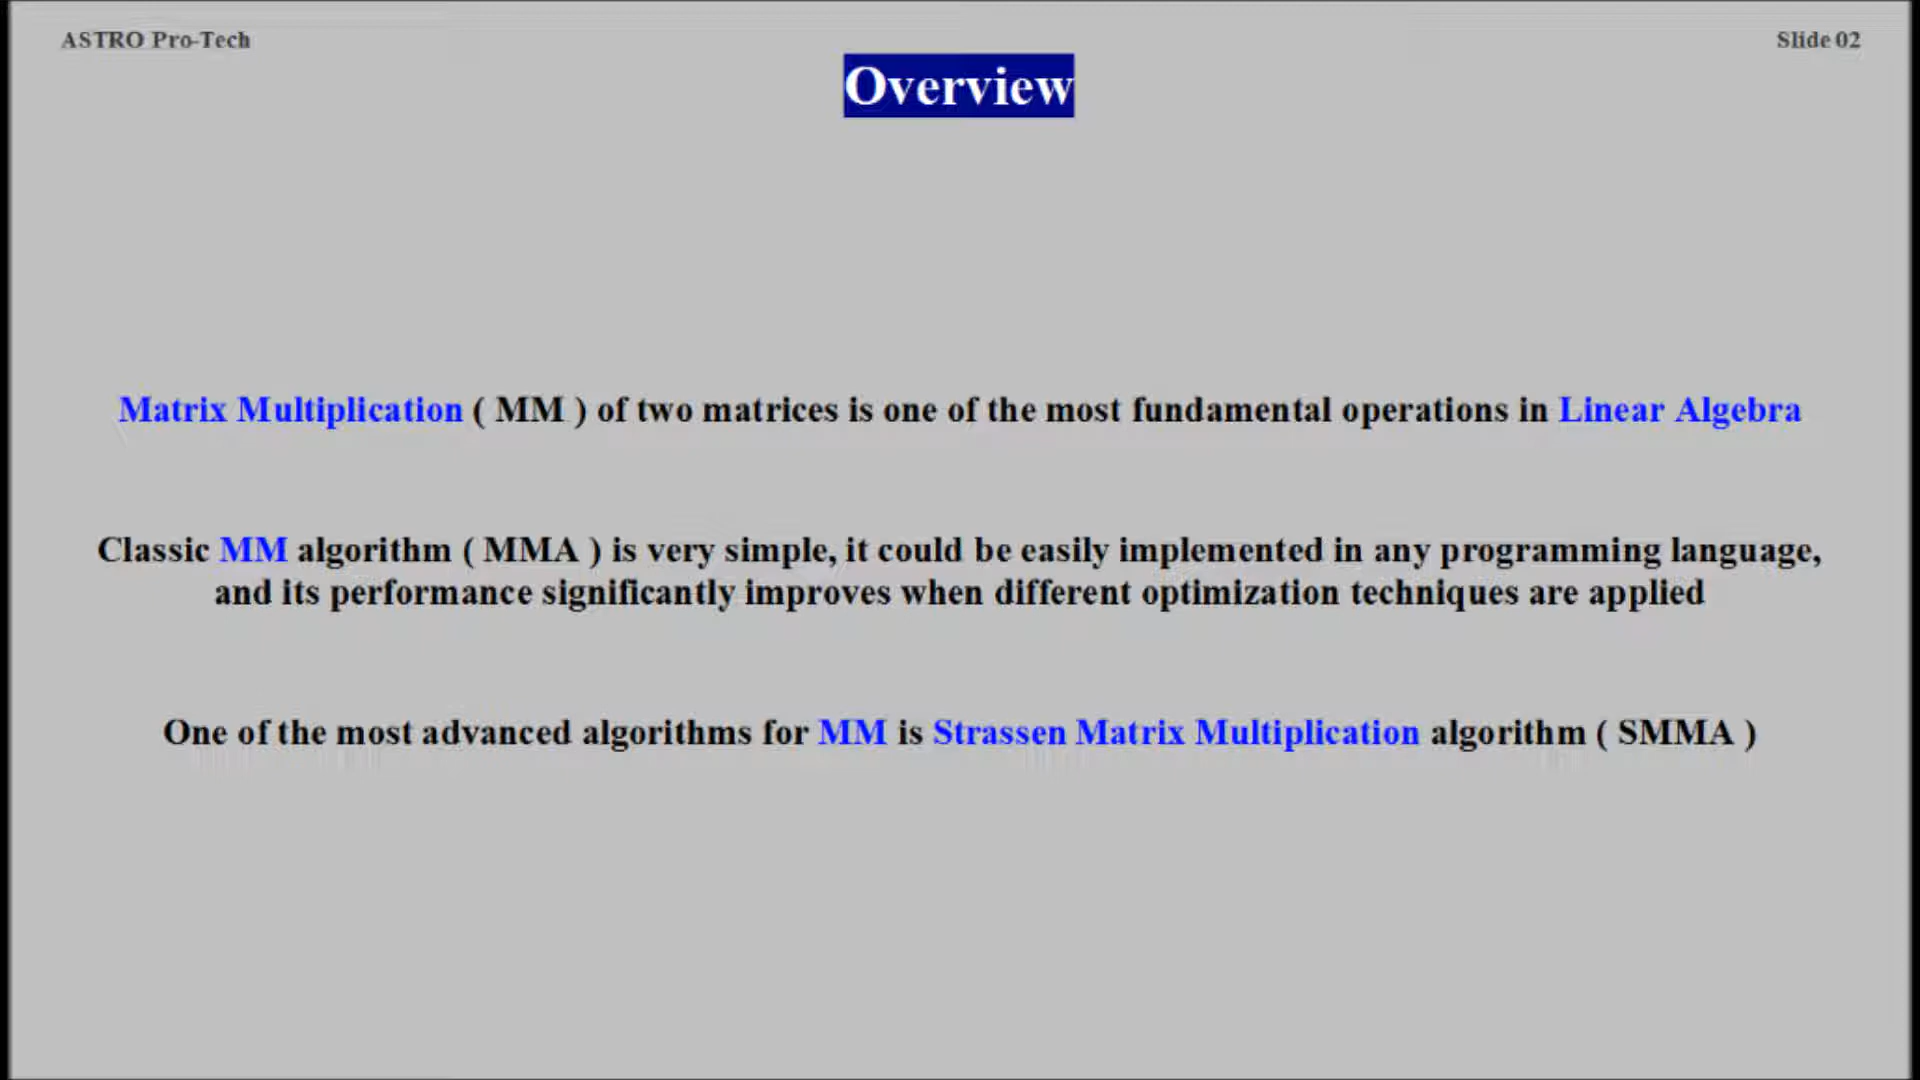 ASTRO Pro-Tech
Slide 02
Overview
Matrix Multiplication ( MM ) of two matrices is one of the most fundamental operations in Linear Algebra
Classic MM algorithm ( MMA ) is very simple, it could be easily implemented in any programming language,
and its performance significantly improves when different optimization techniques are applied
One of the most advanced algorithms for MM is Strassen Matrix Multiplication algorithm ( SMMA )